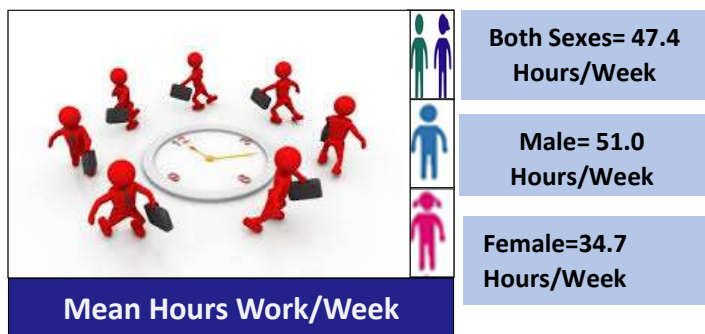 Both Sexes= 47.4
Hours/Week
Male= 51.0
Hours/Week
Female=34.7
Hours/Week
Mean Hours Work/Week